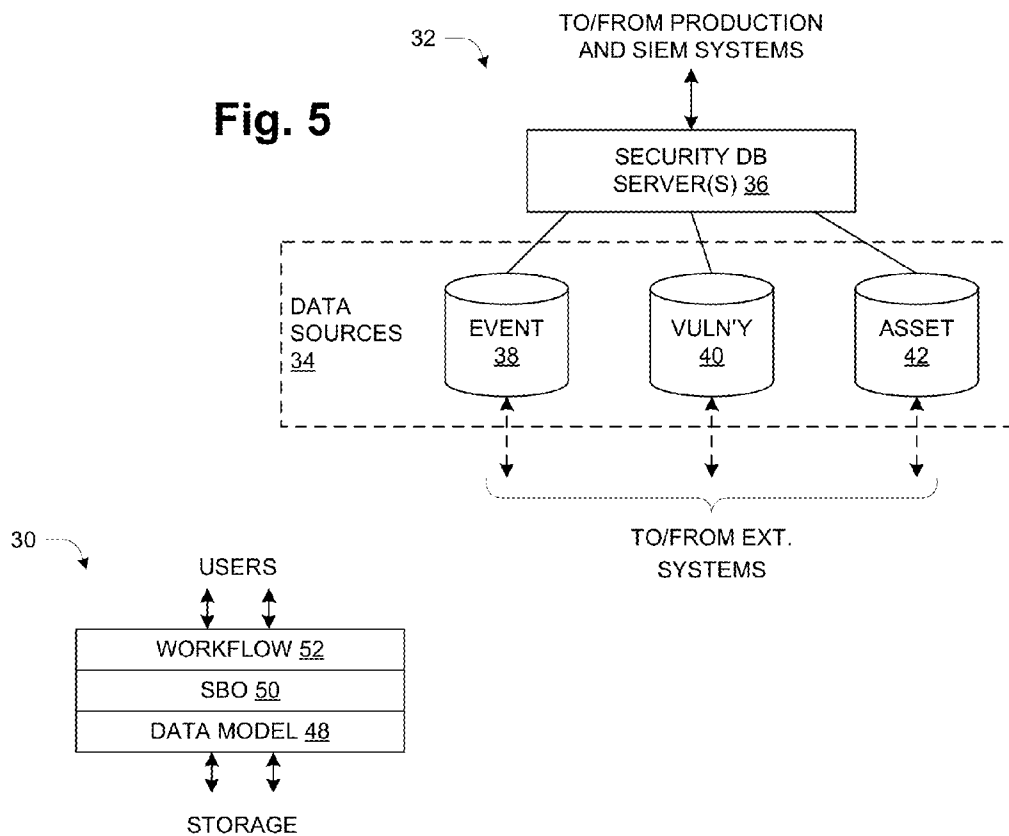 TO/FROM PRODUCTION
AND SIEM SYSTEMS
32
Fig. 5
SECURITY DB
SERVER(S) 36
DATA
SOURCES
34
EVENT
38
VULN'Y
40
ASSET
42
TO/FROM EXT.
SYSTEMS
30
USERS
WORKFLOW 52
SBO 50
DATA MODEL 48
STORAGE